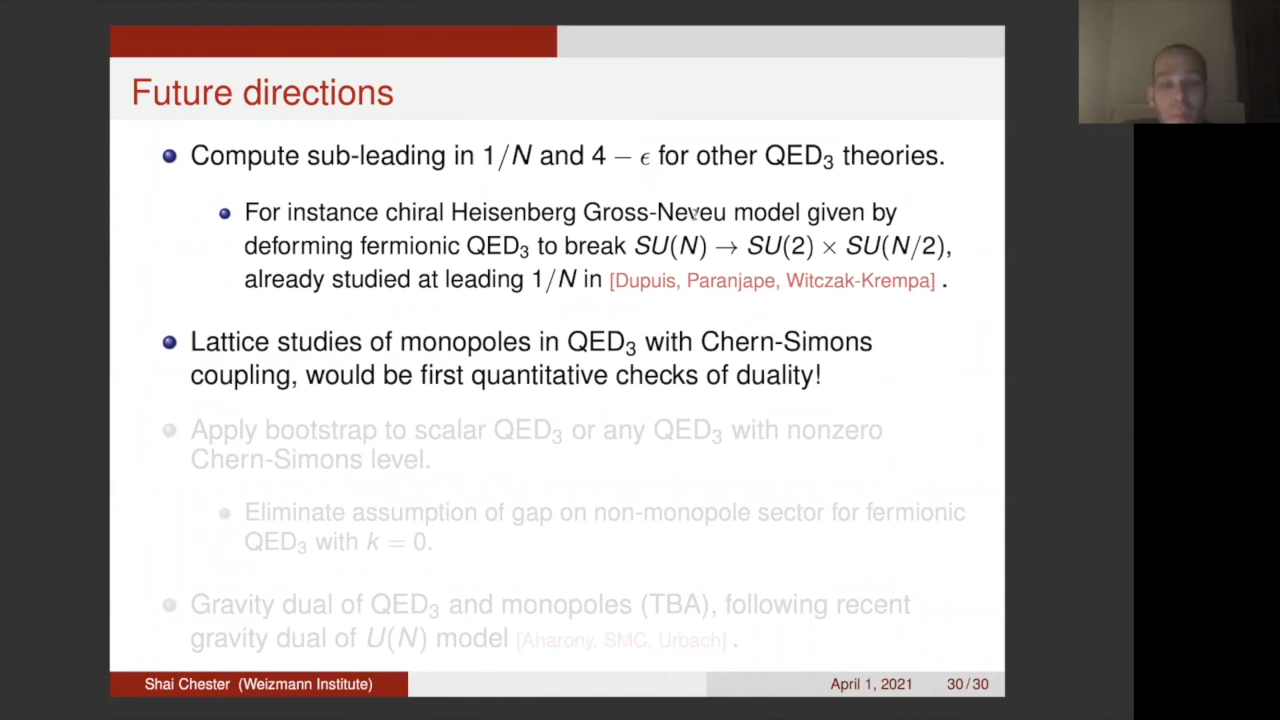 Future directions
Compute sub-leading in 1/N and 4 − ϵ for other QED₃ theories.
For instance chiral Heisenberg Gross-Neveu model given by
deforming fermionic QED₃ to break SU(N) → SU(2) × SU(N/2),
already studied at leading 1/N in [Dupuis, Paranjape, Witczak-Krempa] .
Lattice studies of monopoles in QED₃ with Chern-Simons
coupling, would be first quantitative checks of duality!
Apply bootstrap to scalar QED₃ or any QED₃ with nonzero
Chern-Simons level.
Eliminate assumption of gap on non-monopole sector for fermionic
QED₃ with k = 0.
Gravity dual of QED₃ and monopoles (TBA), following recent
gravity dual of U(N) model [Aharony, SMC, Urbach] .
Shai Chester (Weizmann Institute)
April 1, 2021 30/30